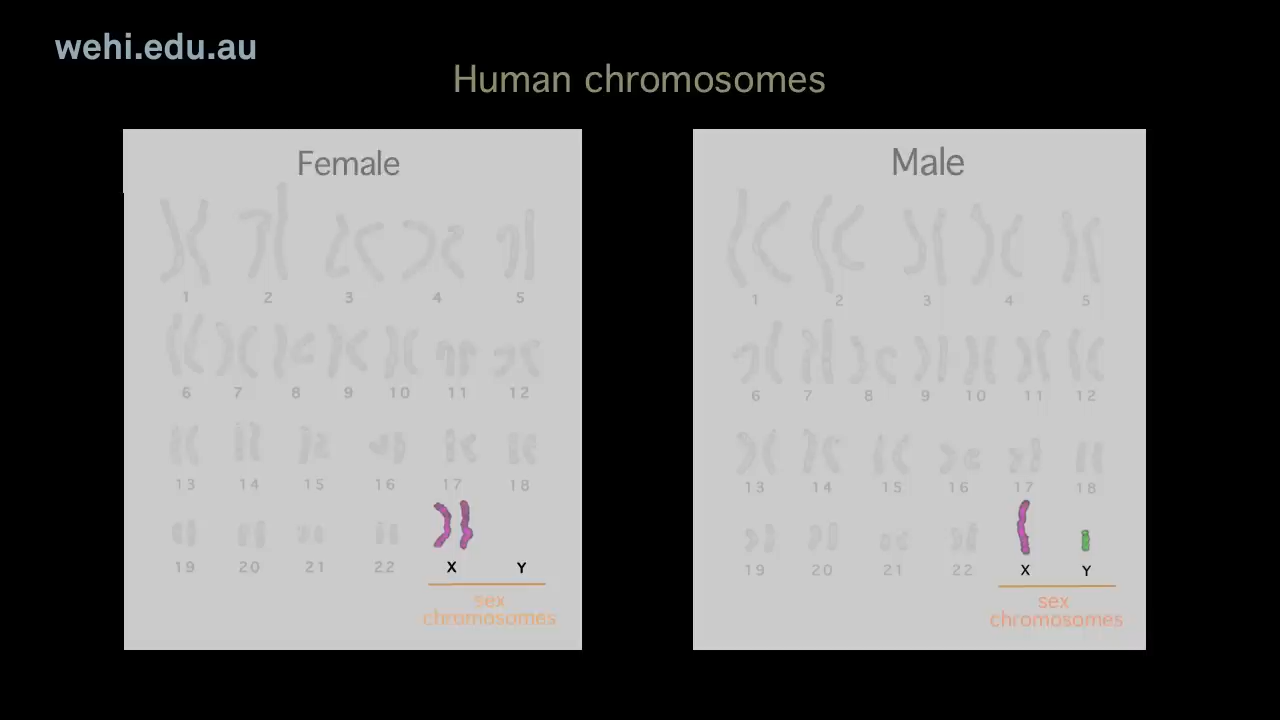 wehi.edu.au
Human chromosomes
Female
1 2 3 4 5
6 7 8 9 10 11 12
13 14 15 16 17 18
19 20 21 22 X Y
sex
chromosomes
Male
1 2 3 4 5
6 7 8 9 10 11 12
13 14 15 16 17 18
19 20 21 22 X Y
sex
chromosomes